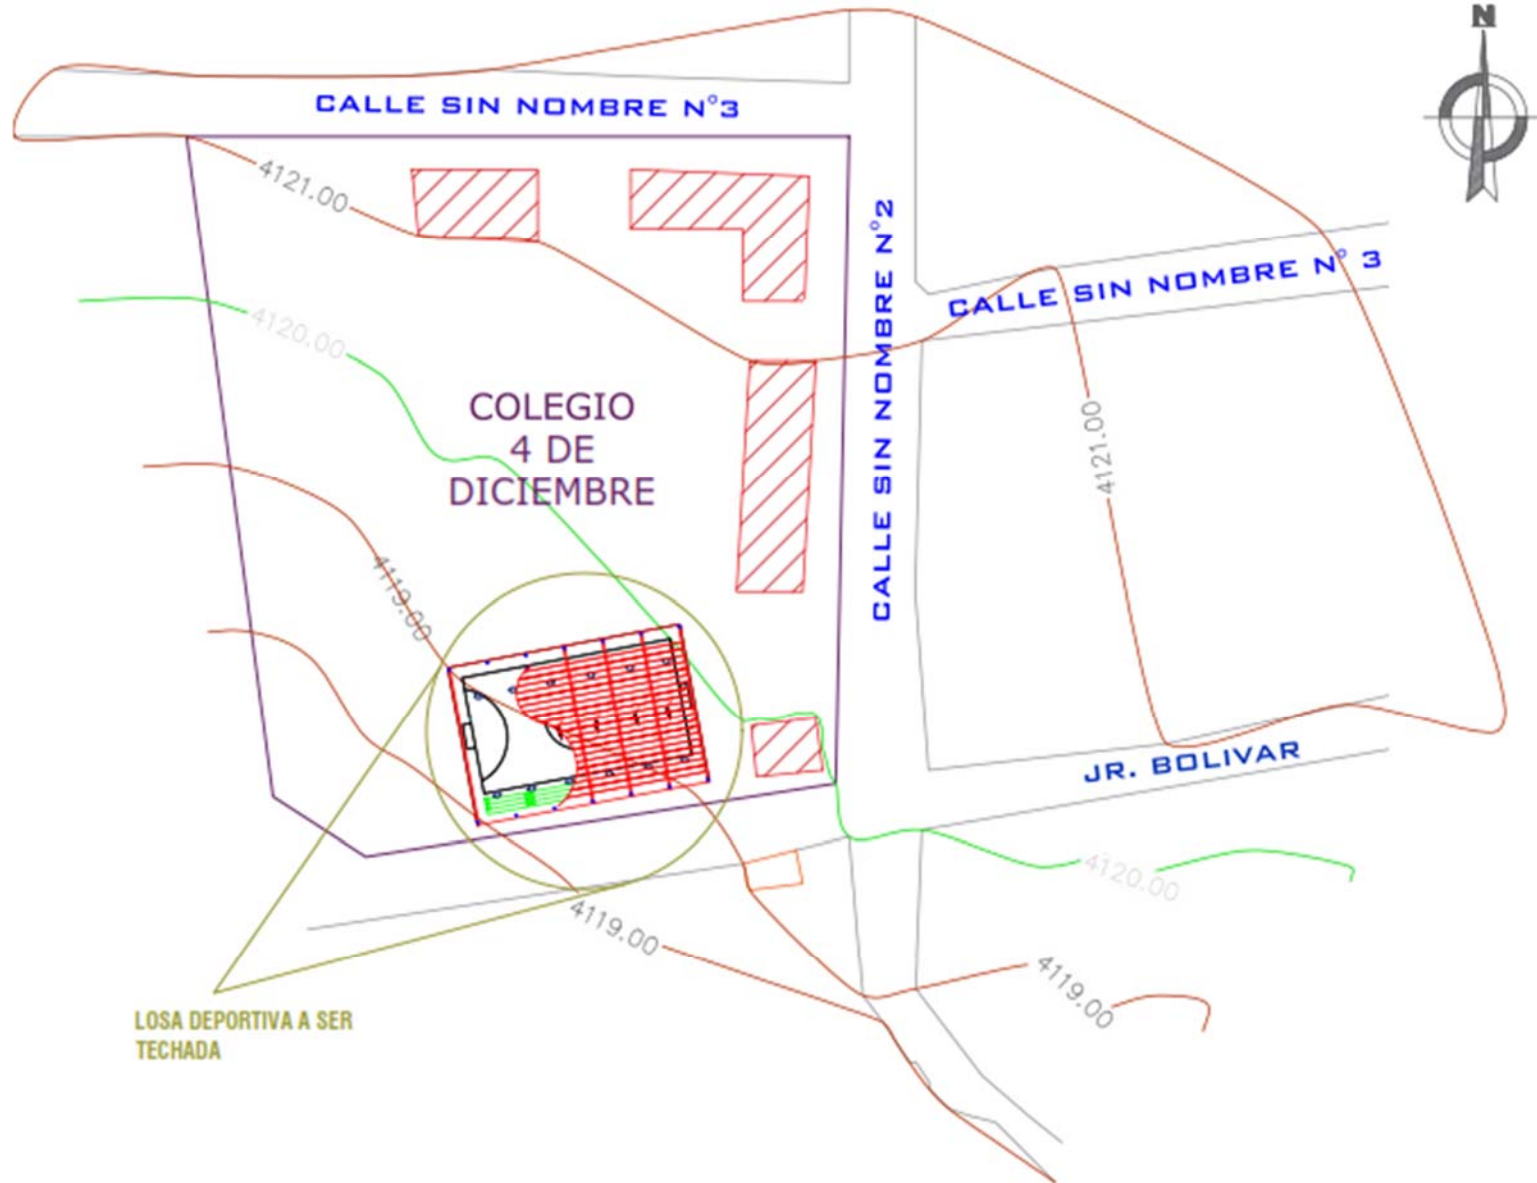 N
CALLE SIN NOMBRE N°3
4121.00
CALLE SIN NOMBRE N°2
CALLE SIN NOMBRE N° 3
4120.00
COLEGIO
4 DE
DICIEMBRE
4121.00
4119.00
JR. BOLIVAR
4120.00
4119.00
4119.00
LOSA DEPORTIVA A SER
TECHADA